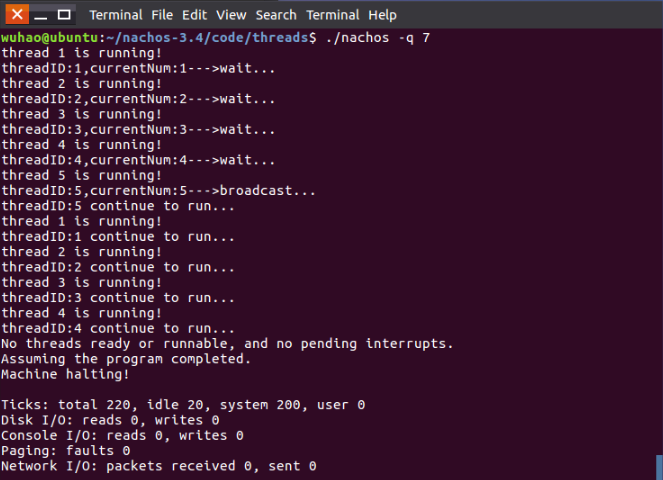 Terminal File Edit View Search Terminal Help
wuhao@ubuntu:~/nachos-3.4/code/threads$ ./nachos -q 7
thread 1 is running!
threadID:1,currentNum:1--->wait...
thread 2 is running!
threadID:2,currentNum:2--->wait...
thread 3 is running!
threadID:3,currentNum:3--->wait...
thread 4 is running!
threadID:4,currentNum:4--->wait...
thread 5 is running!
threadID:5,currentNum:5--->broadcast...
threadID:5 continue to run...
thread 1 is running!
threadID:1 continue to run...
thread 2 is running!
threadID:2 continue to run...
thread 3 is running!
threadID:3 continue to run...
thread 4 is running!
threadID:4 continue to run...
No threads ready or runnable, and no pending interrupts.
Assuming the program completed.
Machine halting!
Ticks: total 220, idle 20, system 200, user 0
Disk I/O: reads 0, writes 0
Console I/O: reads 0, writes 0
Paging: faults 0
Network I/O: packets received 0, sent 0